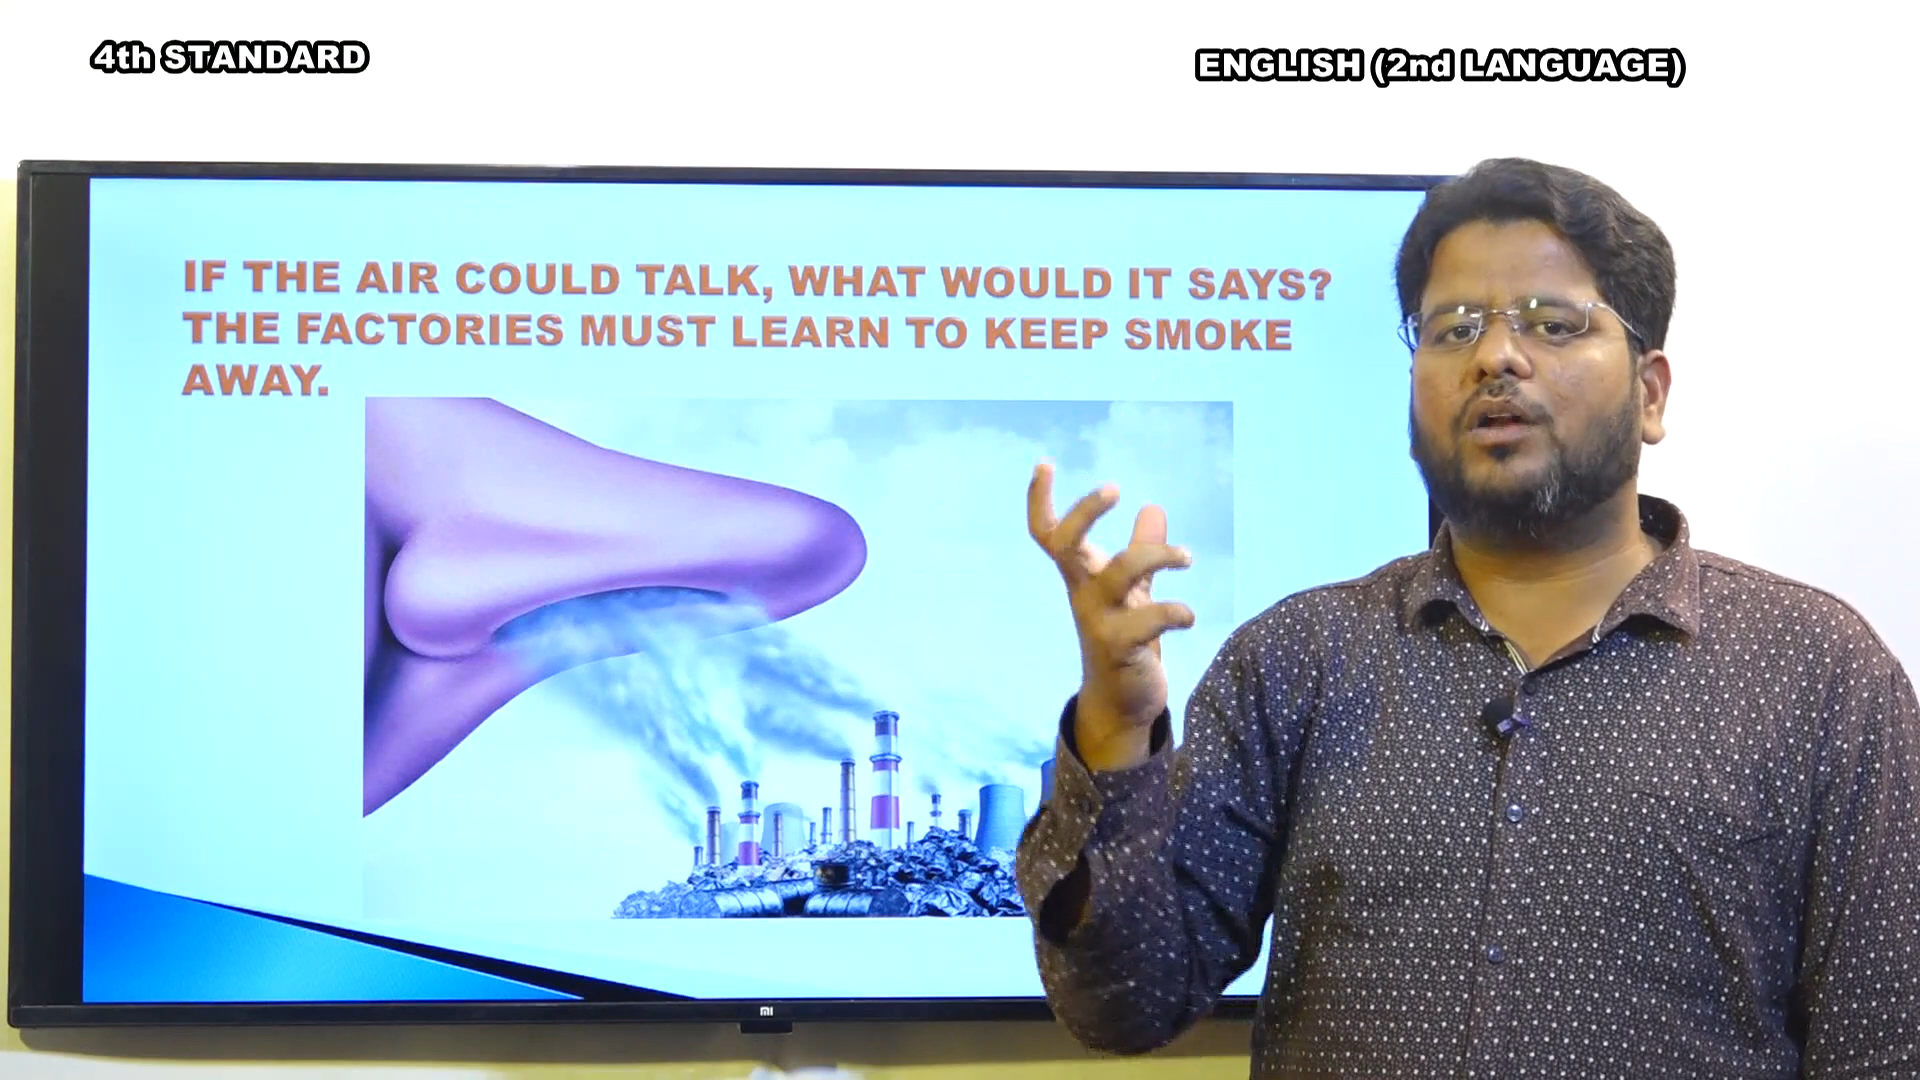 4th STANDARD
ENGLISH (2nd LANGUAGE)
IF THE AIR COULD TALK, WHAT WOULD IT SAYS?
THE FACTORIES MUST LEARN TO KEEP SMOKE
AWAY.
mi